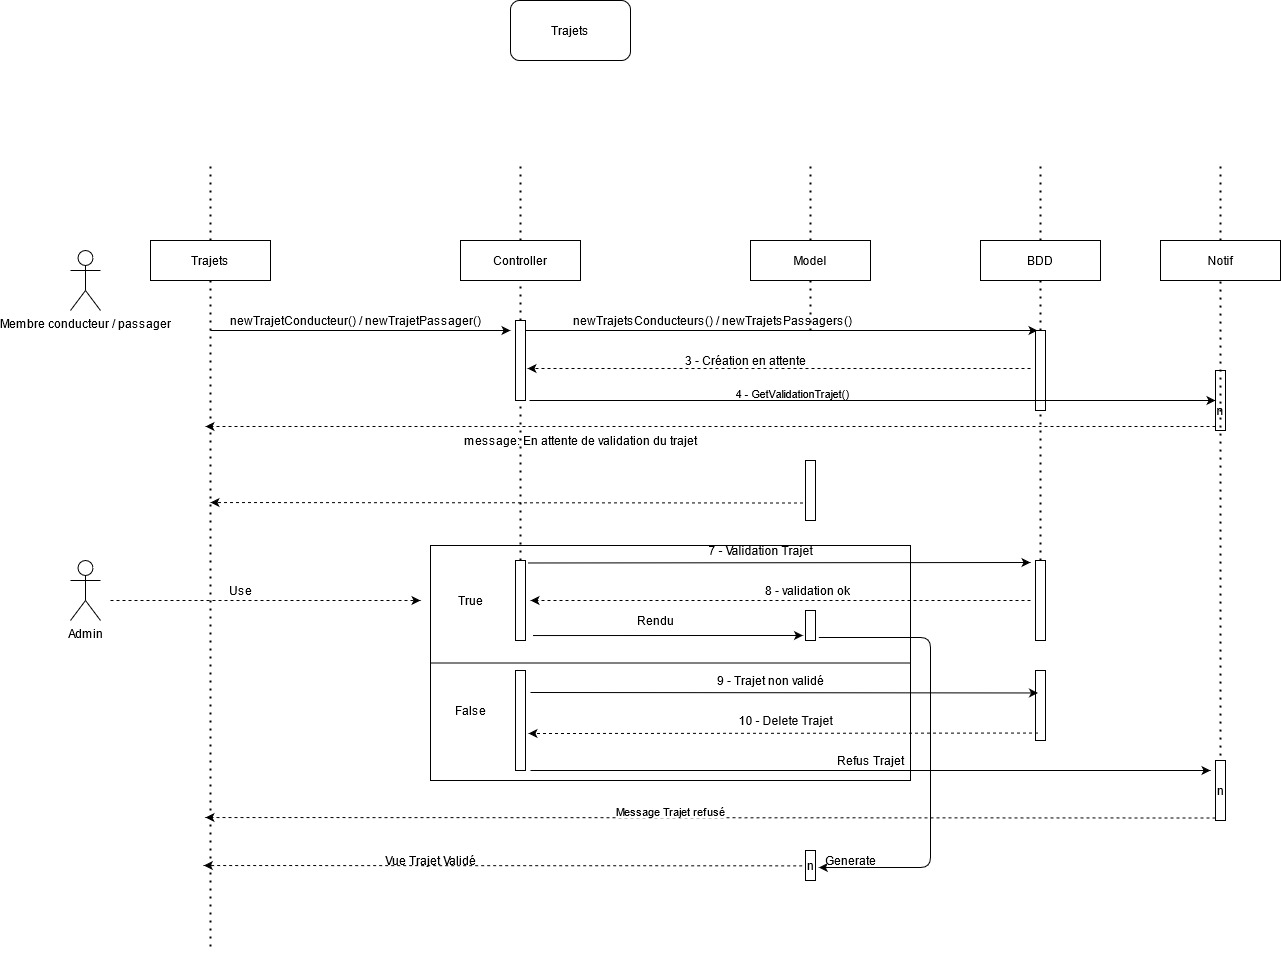 Trajets
Trajets
Controller
Model
BDD
Notif
Membre conducteur / passager
newTrajetConducteur() / newTrajetPassager()
newTrajetsConducteurs() / newTrajetsPassagers()
3 - Création en attente
4 - GetValidationTrajet()
n
message: En attente de validation du trajet
7 - Validation Trajet
Use
8 - validation ok
True
Rendu
Admin
9 - Trajet non validé
False
10 - Delete Trajet
Refus Trajet
n
Message Trajet refusé
Vue Trajet Validé
n
Generate